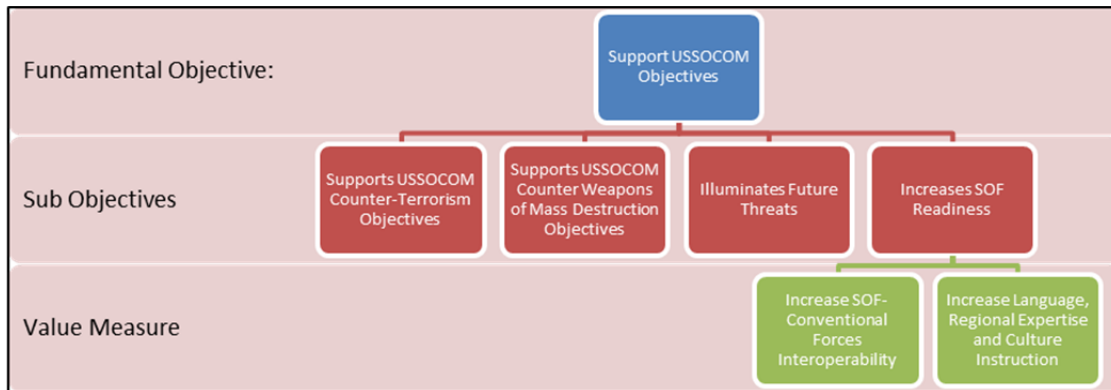 Fundamental Objective:
Support USSOCOM
Objectives
Sub Objectives
Supports USSOCOM
Counter-Terrorism
Objectives
Supports USSOCOM
Counter Weapons
of Mass Destruction
Objectives
Illuminates Future
Threats
Increases SOF
Readiness
Value Measure
Increase SOF-
Conventional
Forces
Interoperability
Increase Language,
Regional Expertise
and Culture
Instruction